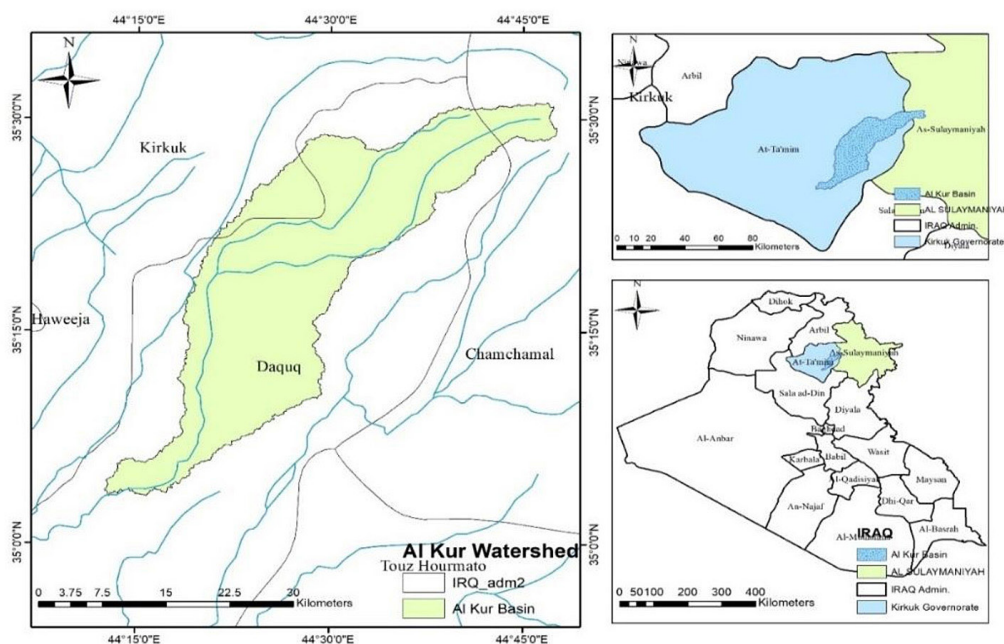 44°15'0"E
44°30'0"E
44°45'0"E
N
35°30'0"N
35°30'0"N
Kirkuk
Haweeja
35°15'0"N
35°15'0"N
Daquq
Chamchamal
35°0'0"N
35°0'0"N
Al Kur Watershed
Touz Hourmato
IRQ_adm2
Al Kur Basin
0 3.75 7.5 15 22.5 30
Kilometers
44°15'0"E
44°30'0"E
44°45'0"E
N
Ninawa
Arbil
Kirkuk
At-Ta'mim
As-Sulaymaniyah
Al Kur Basin
AL SULAYMANIYAH
IRAQ Admin.
Kirkuk Governorate
Diyala
0 10 20 40 60 80
Kilometers
N
Dihok
Ninawa
Arbil
At-Ta'mim
As-Sulaymaniyah
Sala ad-Din
Diyala
Al-Anbar
Baghdad
Karbala
Babil
Wasit
Al-Qadisiyah
Maysan
An-Najaf
Dhi-Qar
Al-Basrah
IRAQ
Al Kur Basin
AL SULAYMANIYAH
IRAQ Admin.
Kirkuk Governorate
0 50 100 200 300 400
Kilometers